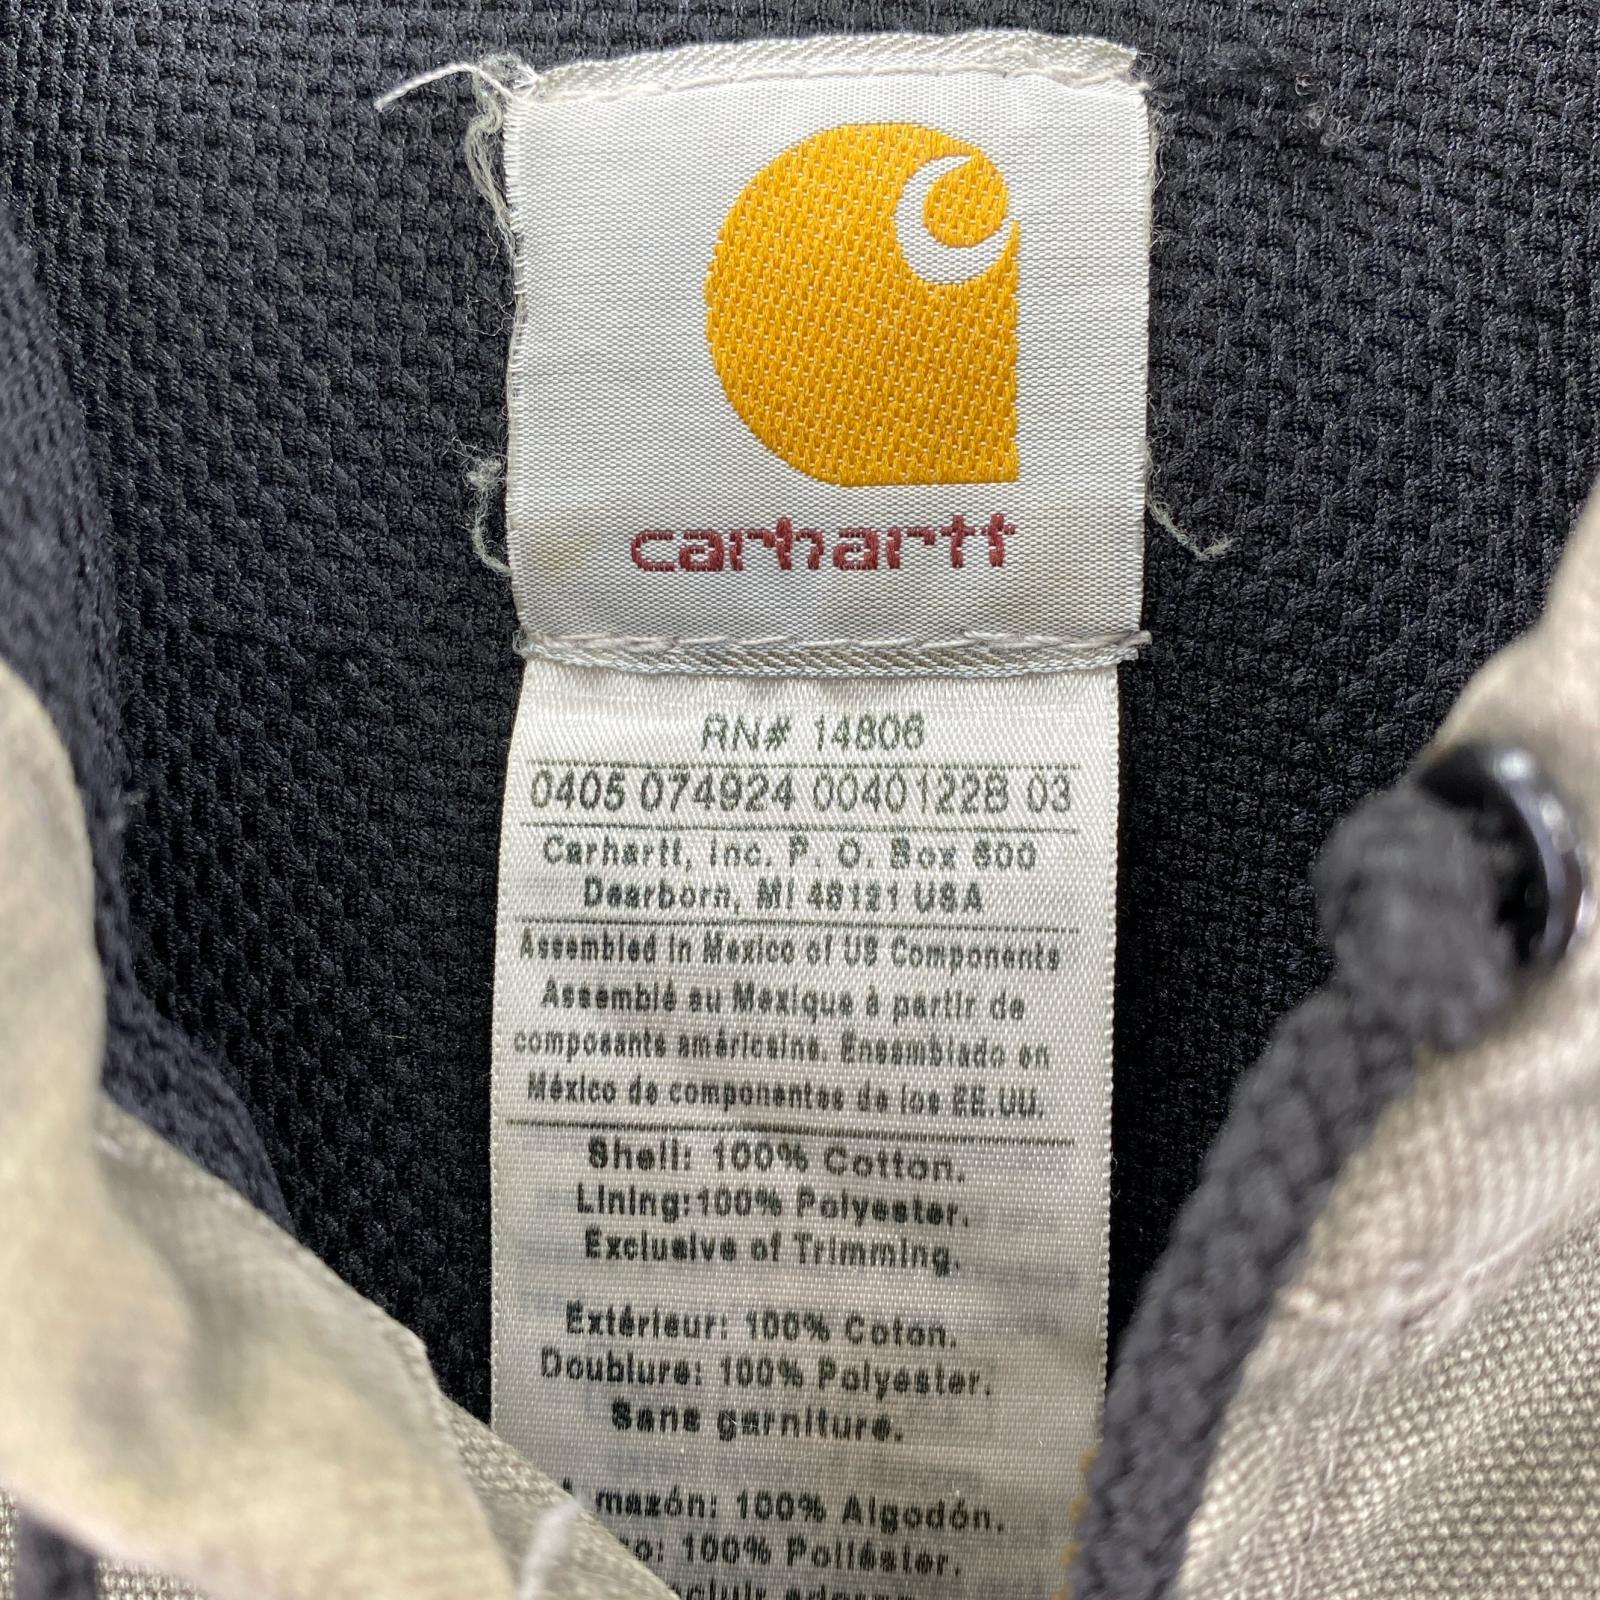 carhartt
RN# 14806
0405 074924 00401228 03
Carhartt, Inc. P. O. Box 600
Dearborn, MI 48121 USA
Assembled in Mexico of US Components
Assemblé au Mexique à partir de
composants américains. Ensamblado en
México de componentes de los EE.UU.
Shell: 100% Cotton.
Lining:100% Polyester.
Exclusive of Trimming.
Extérieur: 100% Coton.
Doublure: 100% Polyester.
Sans garniture.
100% Algodón.
100% Poliéster.